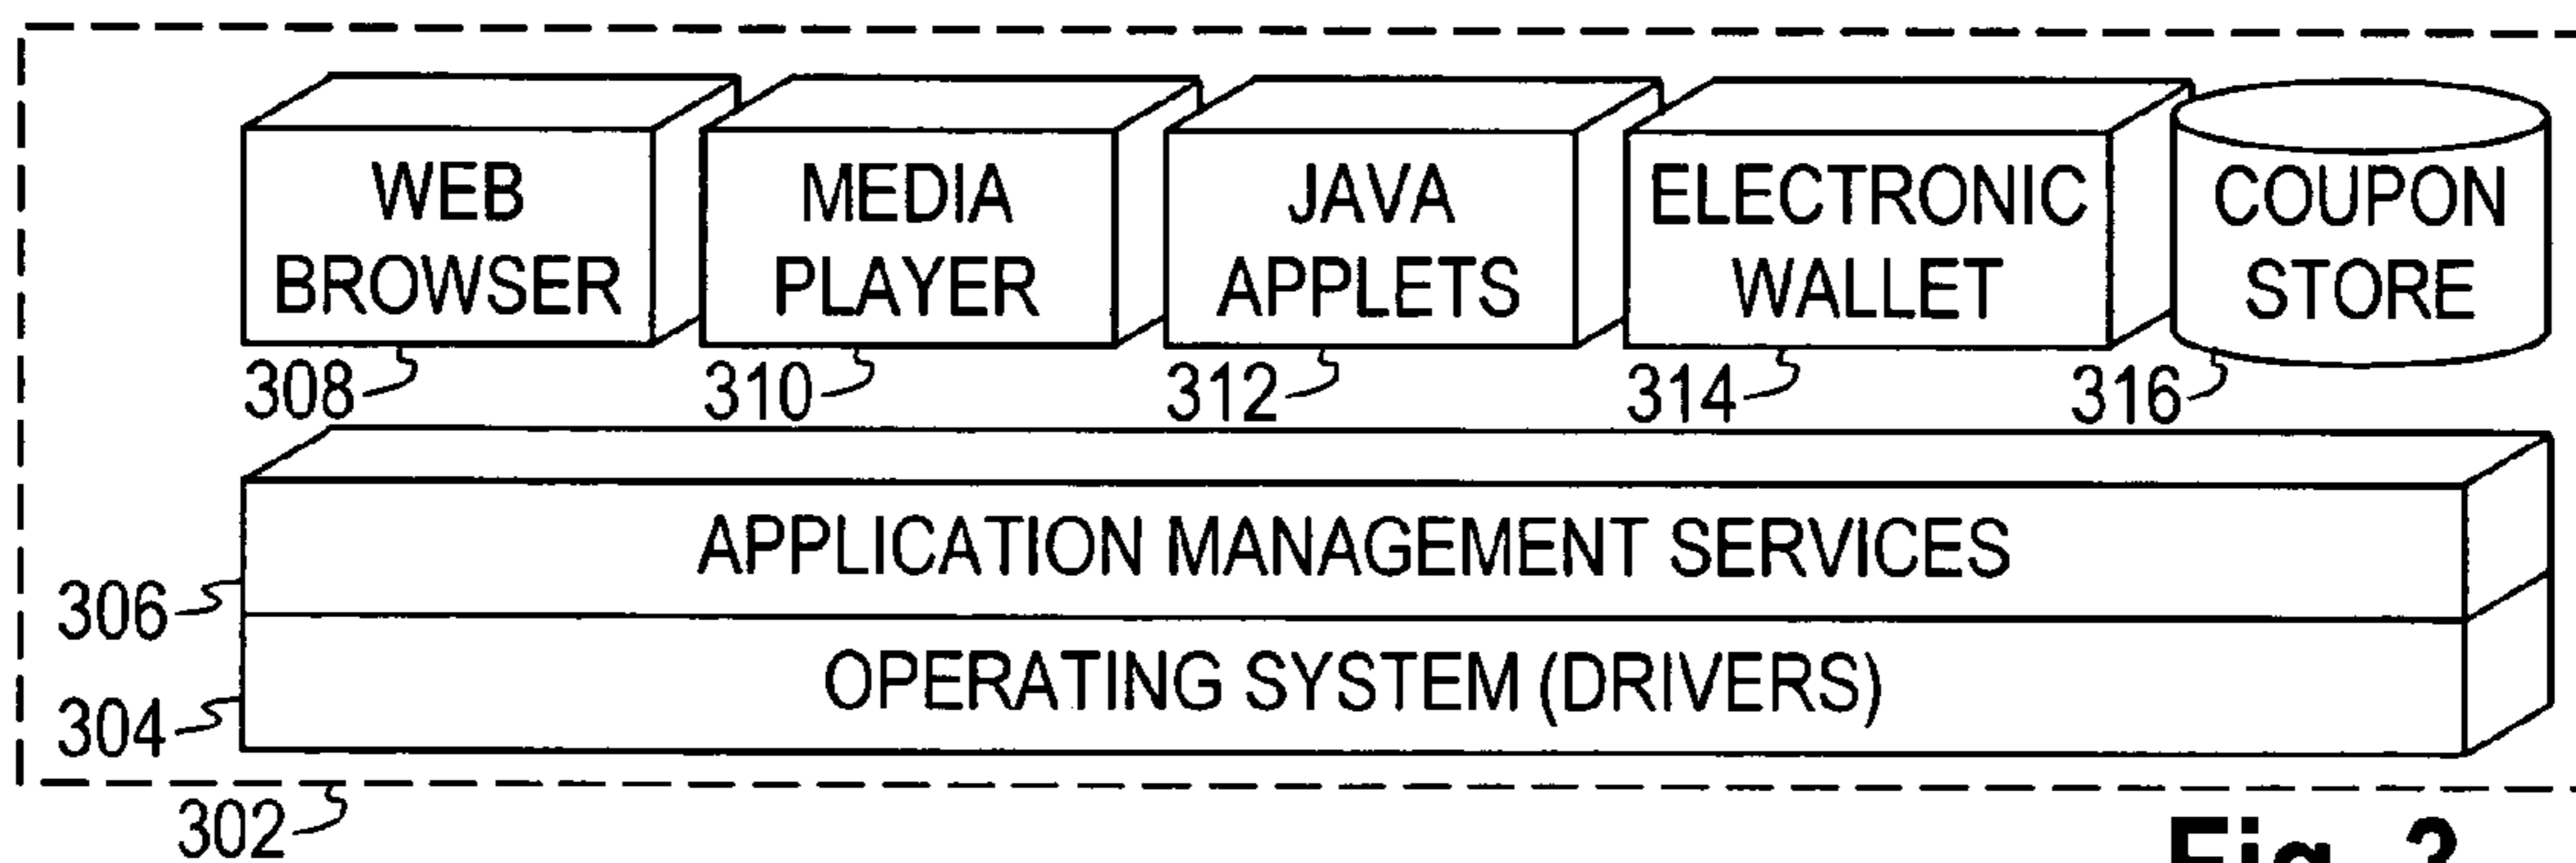 WEB
BROWSER
MEDIA
PLAYER
JAVA
APPLETS
ELECTRONIC
WALLET
COUPON
STORE
308
310
312
314
316
APPLICATION MANAGEMENT SERVICES
306
OPERATING SYSTEM (DRIVERS)
304
302
Fig.